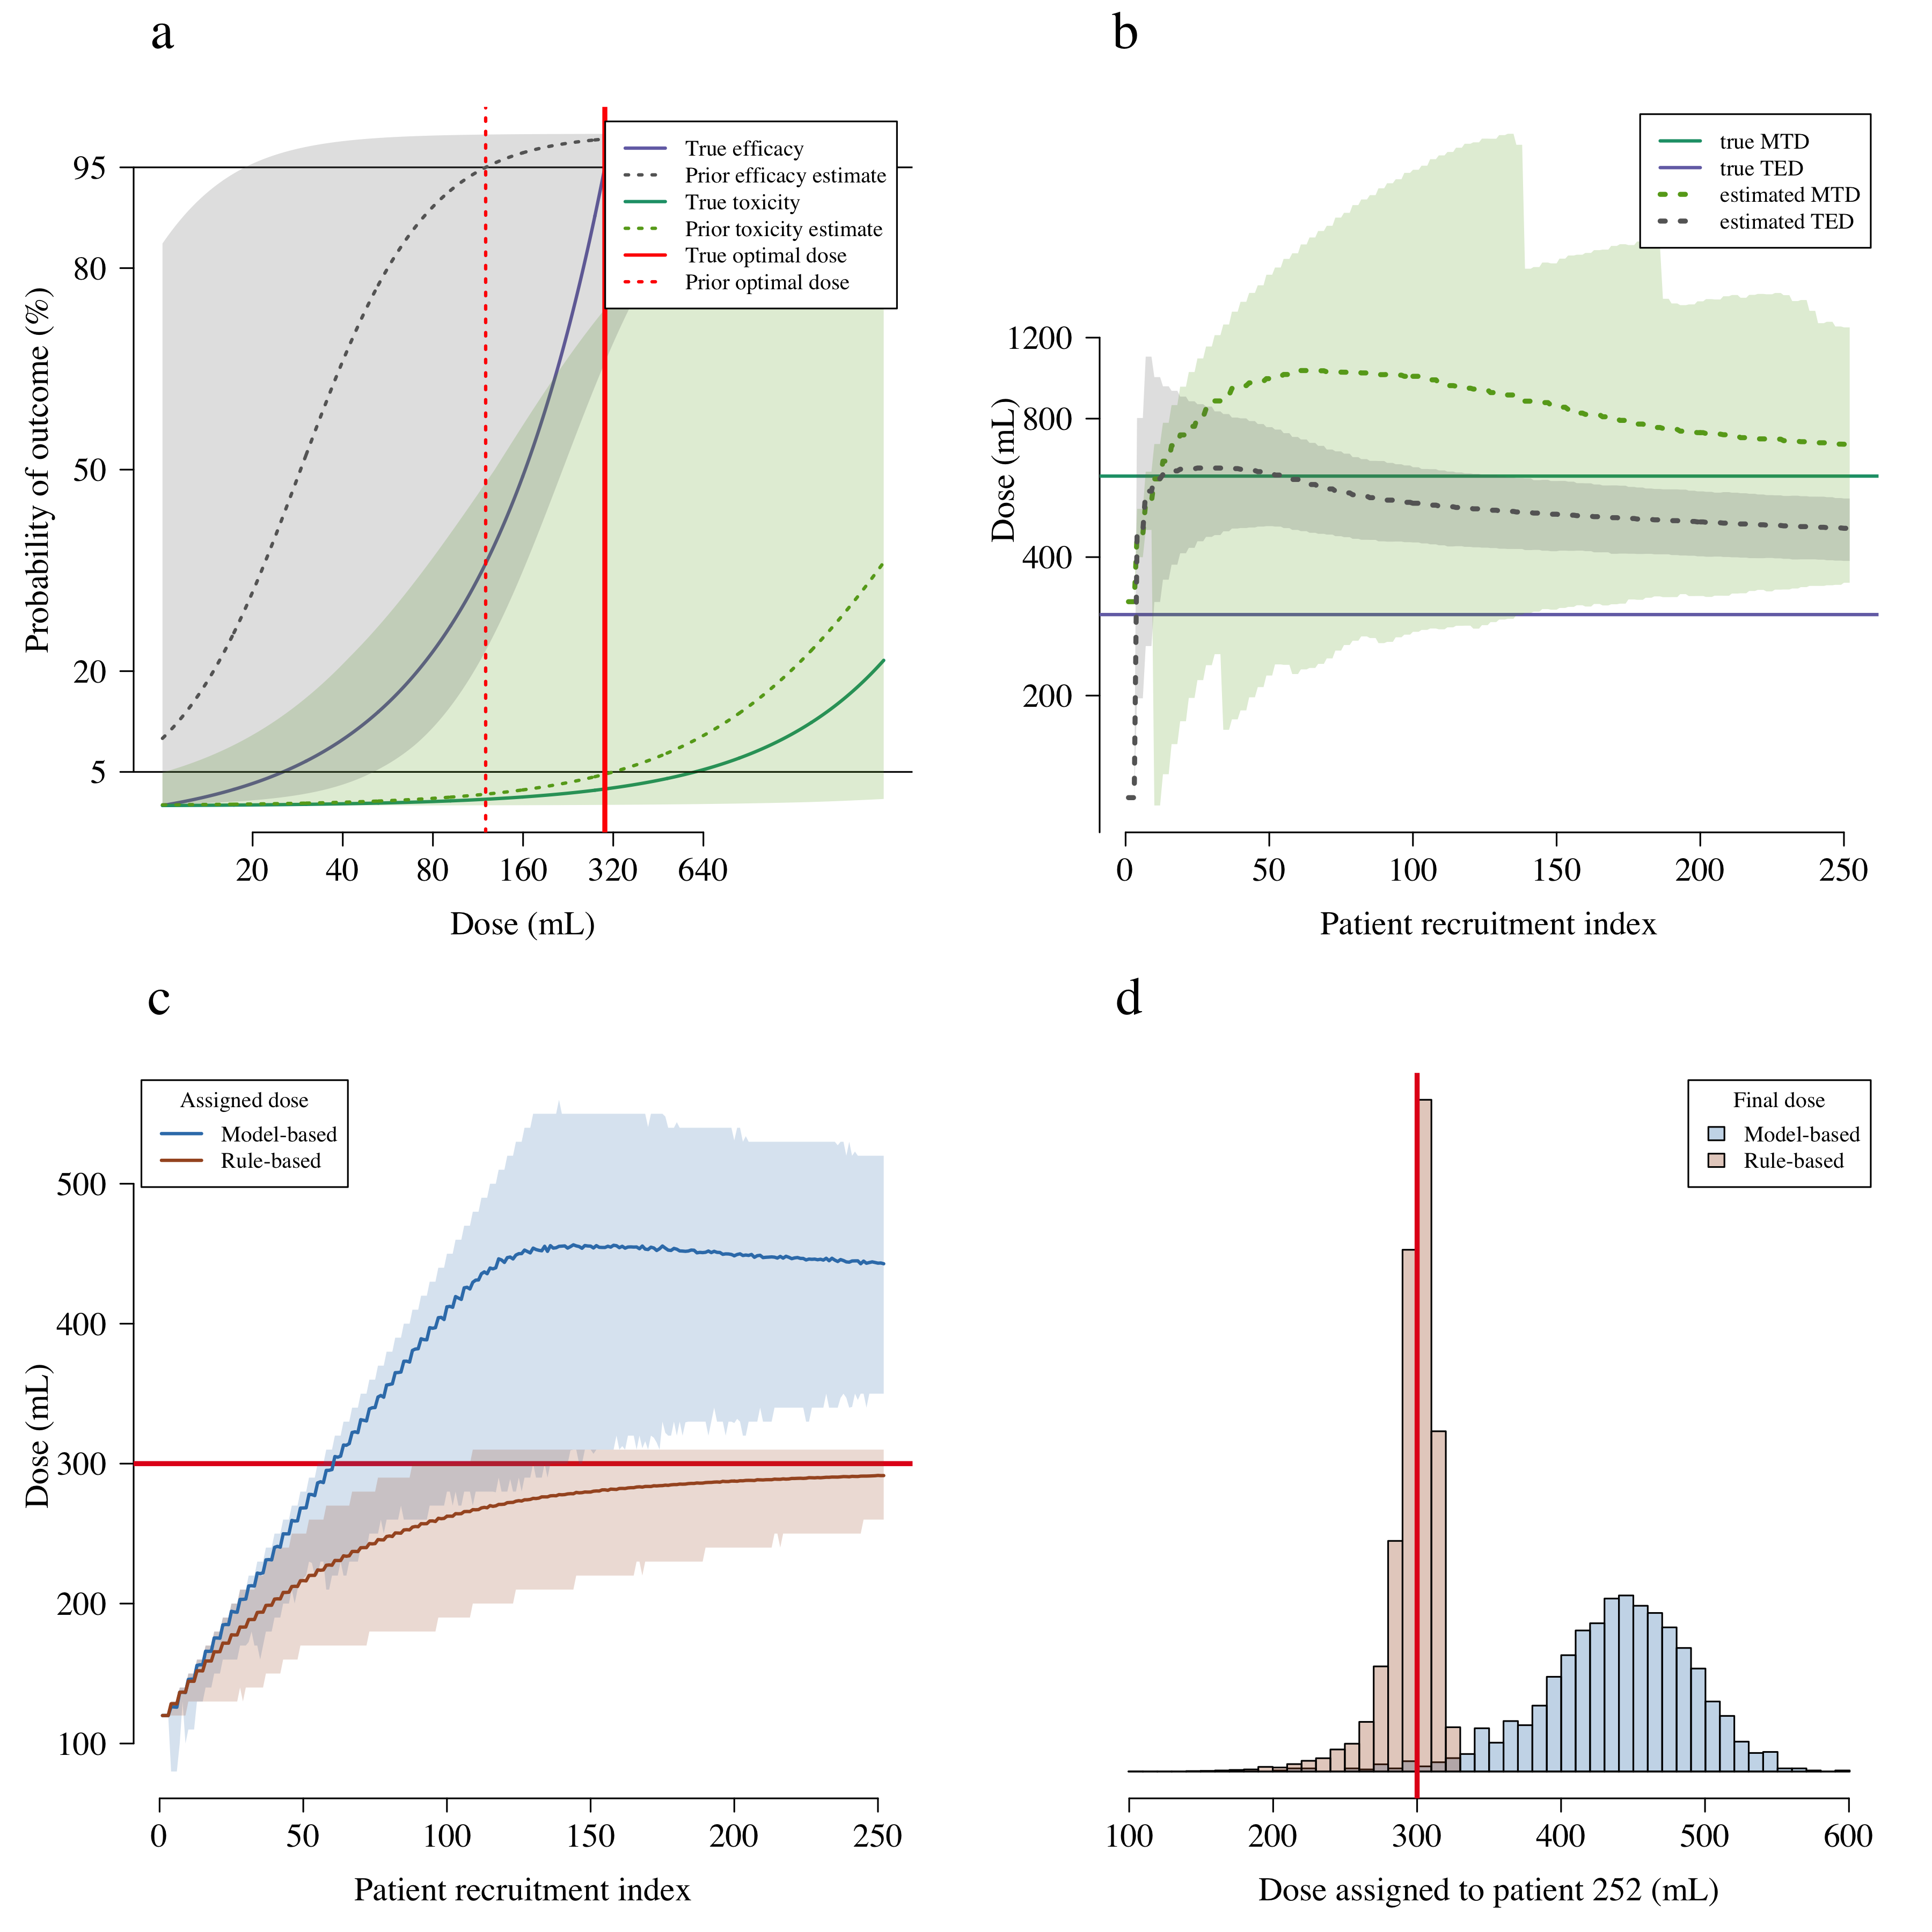 a
95
80
50
20
5
Probability of outcome (%)
True efficacy
Prior efficacy estimate
True toxicity
Prior toxicity estimate
True optimal dose
Prior optimal dose
20 40 80 160 320 640
Dose (mL)
b
1200
800
400
200
Dose (mL)
true MTD
true TED
estimated MTD
estimated TED
0 50 100 150 200 250
Patient recruitment index
c
Assigned dose
Model-based
Rule-based
500
400
300
200
100
Dose (mL)
0 50 100 150 200 250
Patient recruitment index
d
Final dose
Model-based
Rule-based
100 200 300 400 500 600
Dose assigned to patient 252 (mL)